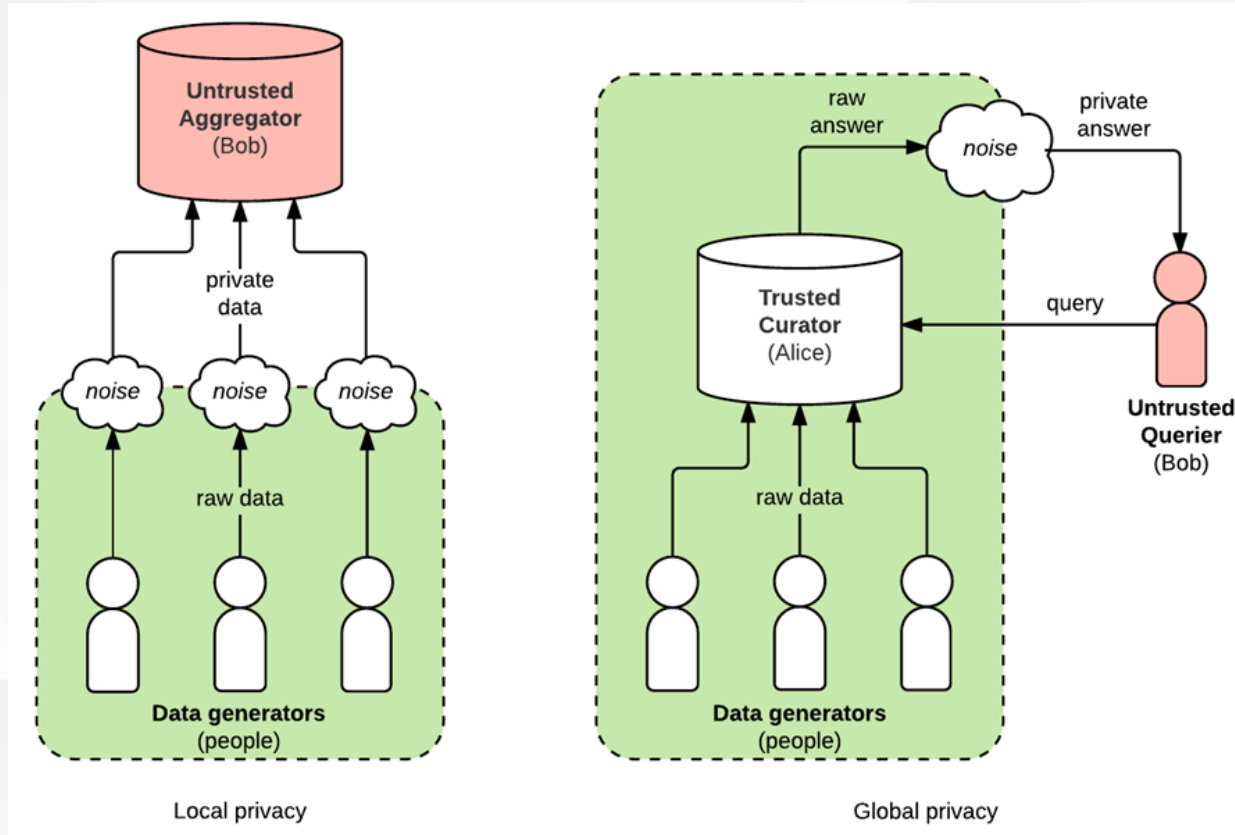 Untrusted
Aggregator
(Bob)
private
data
noise
noise
noise
raw data
Data generators
(people)
Local privacy
raw
answer
noise
private
answer
Trusted
Curator
(Alice)
query
Untrusted
Querier
(Bob)
raw data
Data generators
(people)
Global privacy